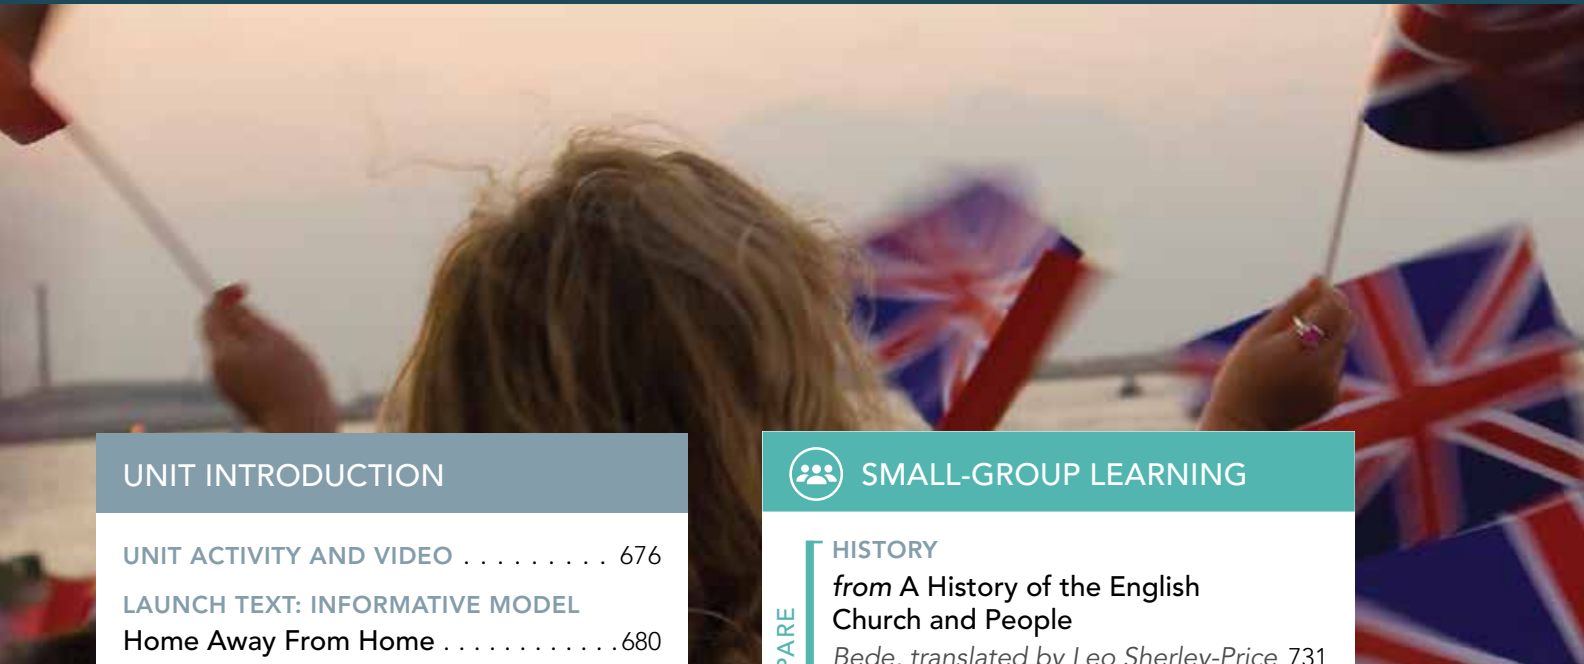 UNIT INTRODUCTION
UNIT ACTIVITY AND VIDEO . . . . . . . . . 676
LAUNCH TEXT: INFORMATIVE MODEL
Home Away From Home . . . . . . . . . . . . 680
SMALL-GROUP LEARNING
HISTORY
from A History of the English
Church and People
Bede, translated by Leo Sherley-Price 731